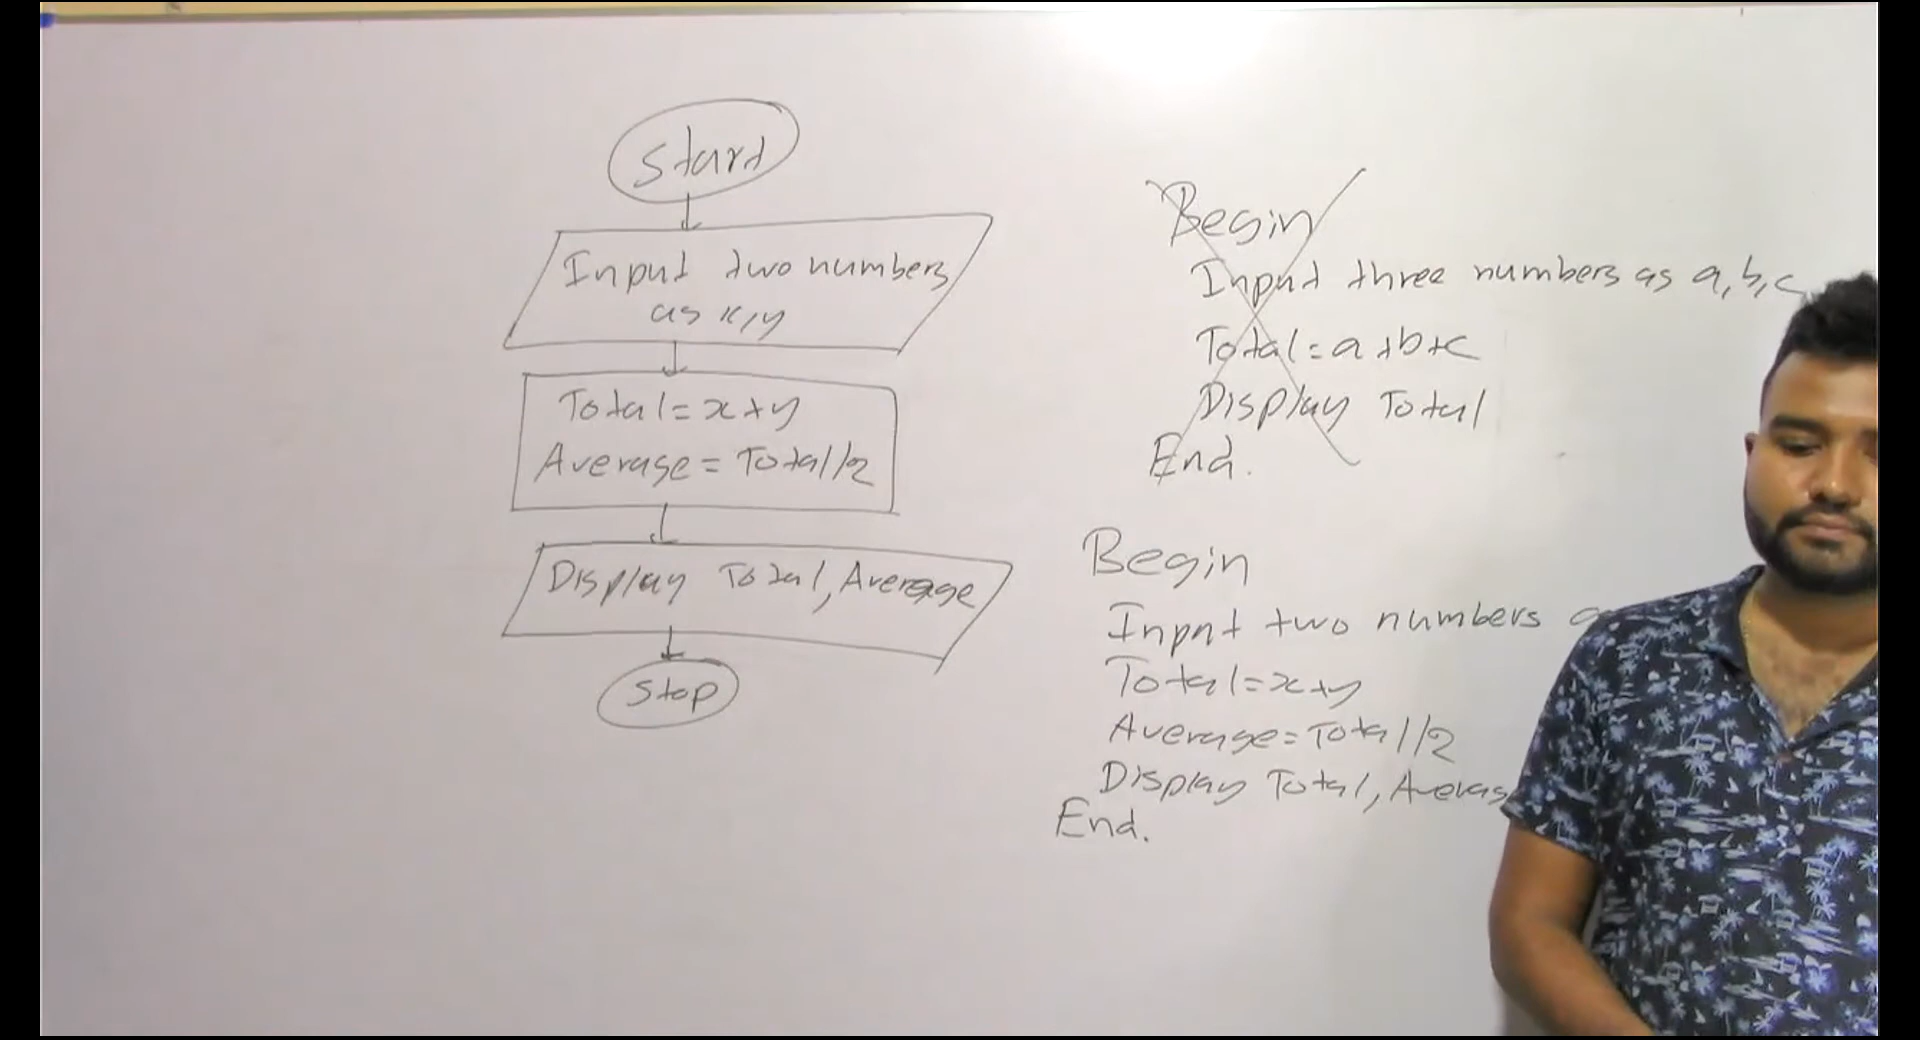 Start
Input two numbers
as x,y
Total=x+y
Average=Total/2
Display Total, Average
Stop
Begin
Input three numbers as a,b,c
Total=a+b+c
Display Total
End.
Begin
Input two numbers
Total=x+y
Average=Total/2
Display Total,
End.